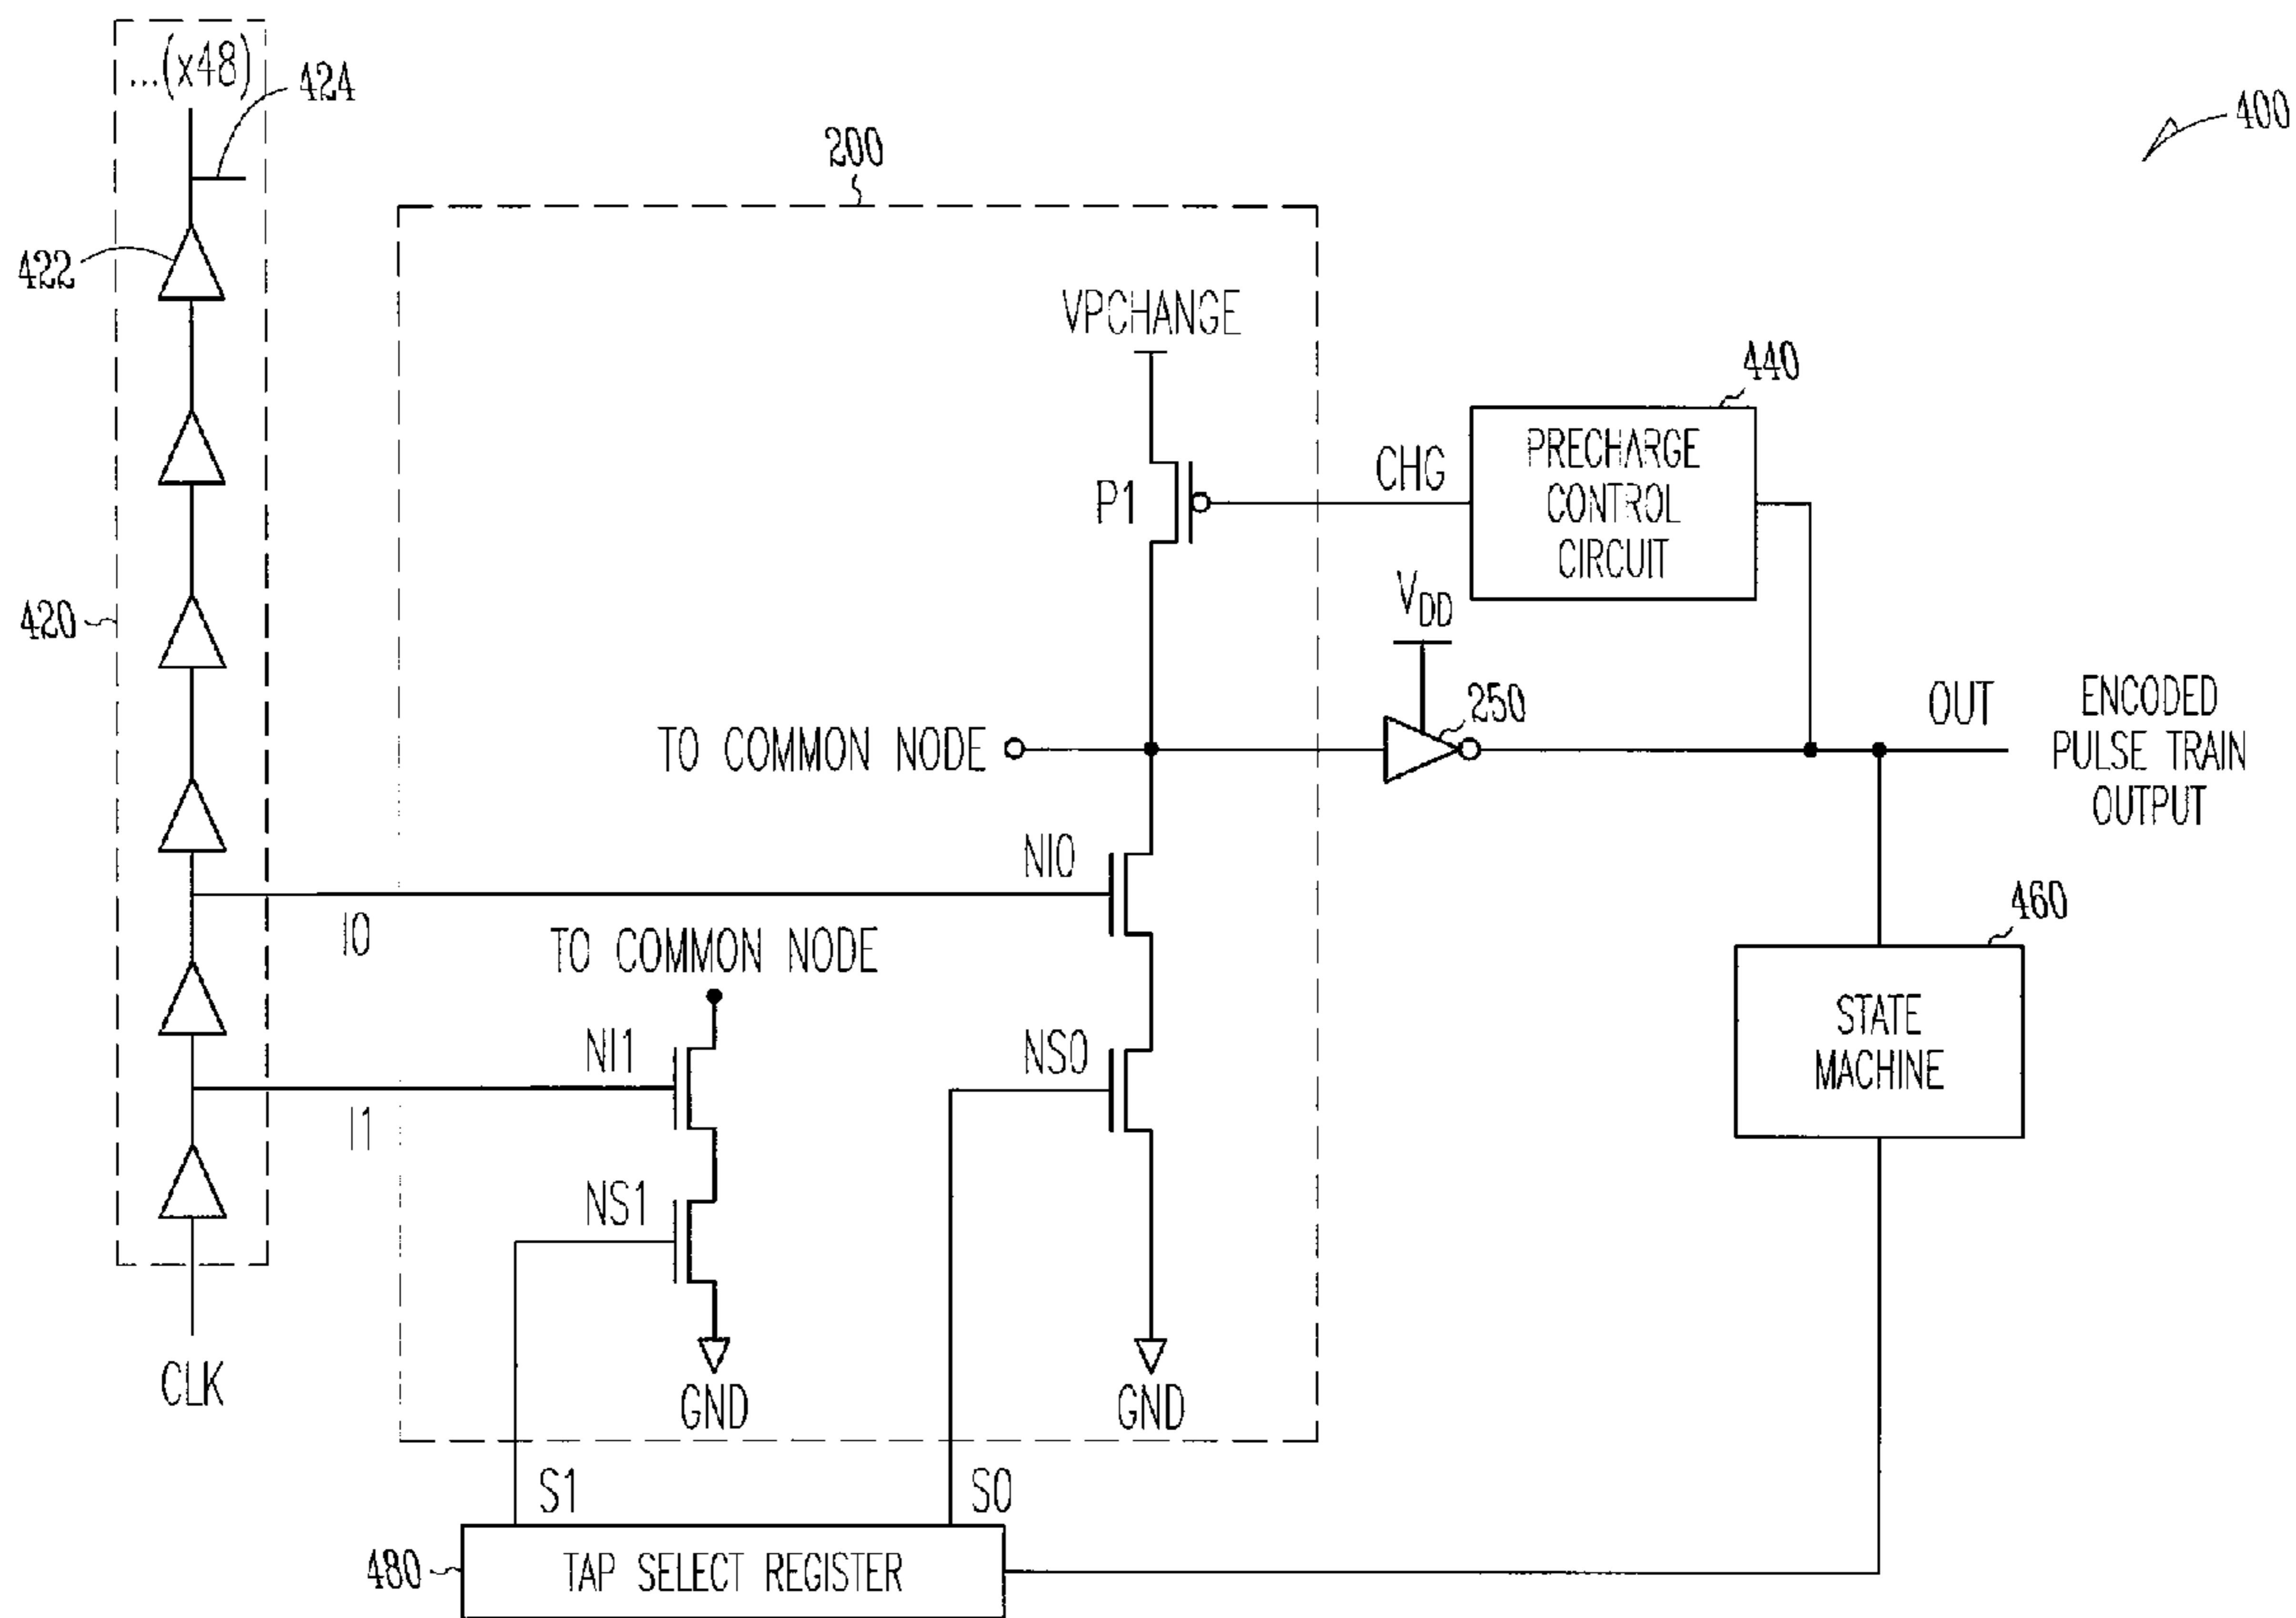 ...(x48)
424
400
200
422
VPCHANGE
440
PRECHARGE
CONTROL
CIRCUIT
CHG
P1
VDD
420
250
TO COMMON NODE
OUT
ENCODED
PULSE TRAIN
OUTPUT
NI0
I0
460
TO COMMON NODE
STATE
MACHINE
NI1
NS0
I1
NS1
CLK
GND
GND
S1
S0
480
TAP SELECT REGISTER